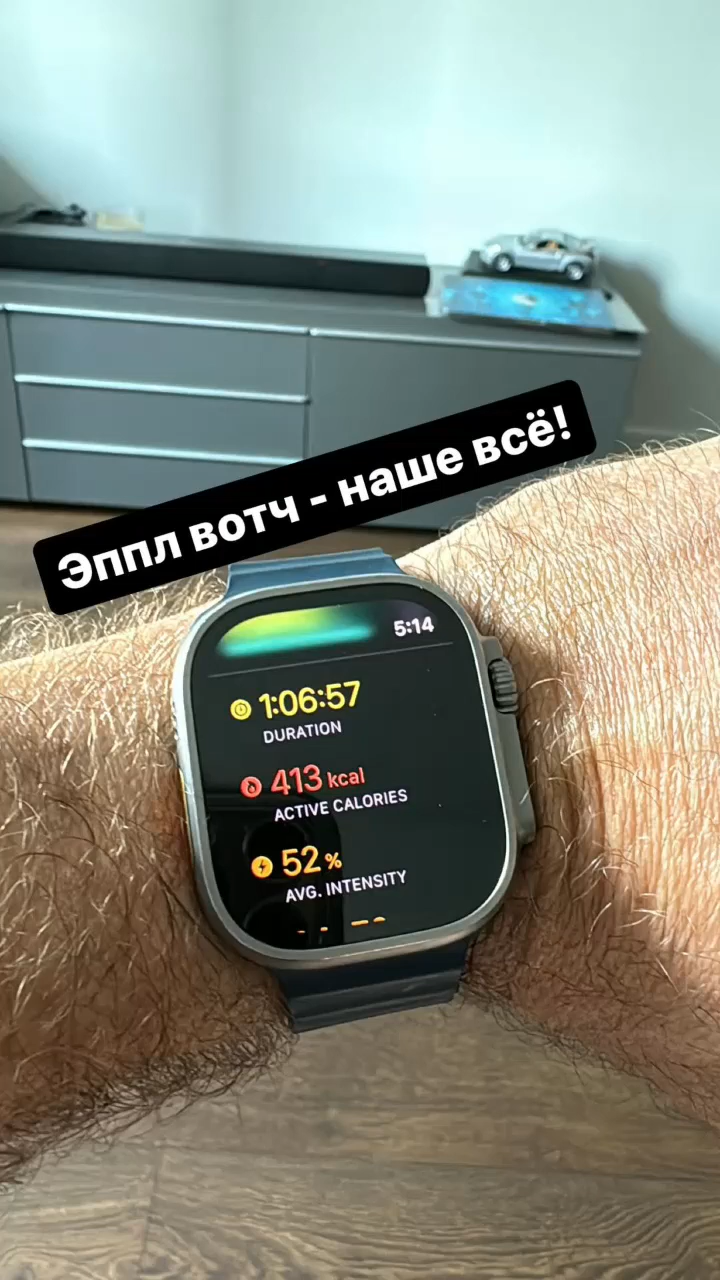 Эппл вотч - наше всё!
5:14
1:06:57
DURATION
413 kcal
ACTIVE CALORIES
52 %
AVG. INTENSITY